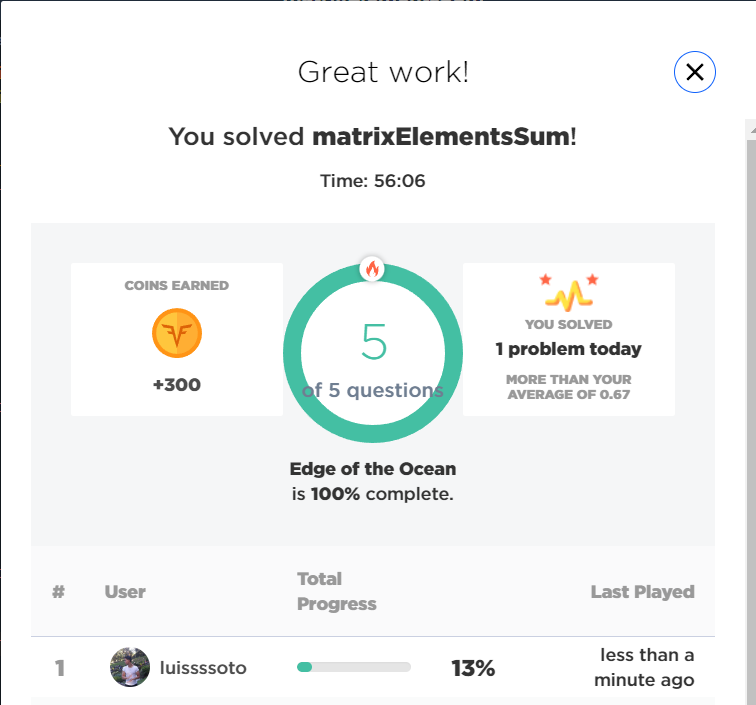 Great work!
You solved matrixElementsSum!
Time: 56:06
COINS EARNED
+300
5
of 5 questions
YOU SOLVED
1 problem today
MORE THAN YOUR
AVERAGE OF 0.67
Edge of the Ocean
is 100% complete.
# User Total Progress Last Played
1 luissssoto 13% less than a minute ago